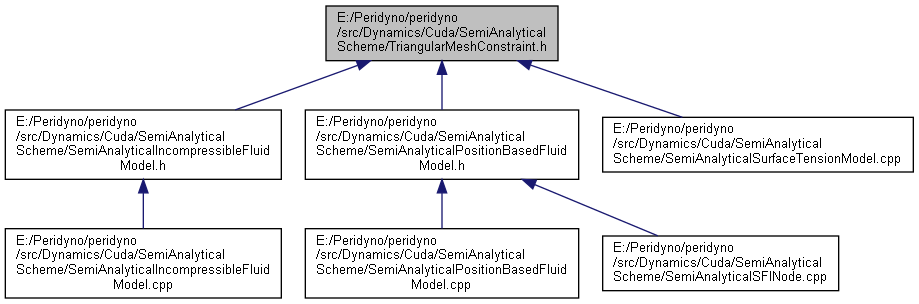 E:/Peridyno/peridyno
/src/Dynamics/Cuda/SemiAnalytical
Scheme/TriangularMeshConstraint.h
E:/Peridyno/peridyno
/src/Dynamics/Cuda/SemiAnalytical
Scheme/SemiAnalyticalIncompressibleFluid
Model.h
E:/Peridyno/peridyno
/src/Dynamics/Cuda/SemiAnalytical
Scheme/SemiAnalyticalPositionBasedFluid
Model.h
E:/Peridyno/peridyno
/src/Dynamics/Cuda/SemiAnalytical
Scheme/SemiAnalyticalSurfaceTensionModel.cpp
E:/Peridyno/peridyno
/src/Dynamics/Cuda/SemiAnalytical
Scheme/SemiAnalyticalIncompressibleFluid
Model.cpp
E:/Peridyno/peridyno
/src/Dynamics/Cuda/SemiAnalytical
Scheme/SemiAnalyticalPositionBasedFluid
Model.cpp
E:/Peridyno/peridyno
/src/Dynamics/Cuda/SemiAnalytical
Scheme/SemiAnalyticalSFINode.cpp